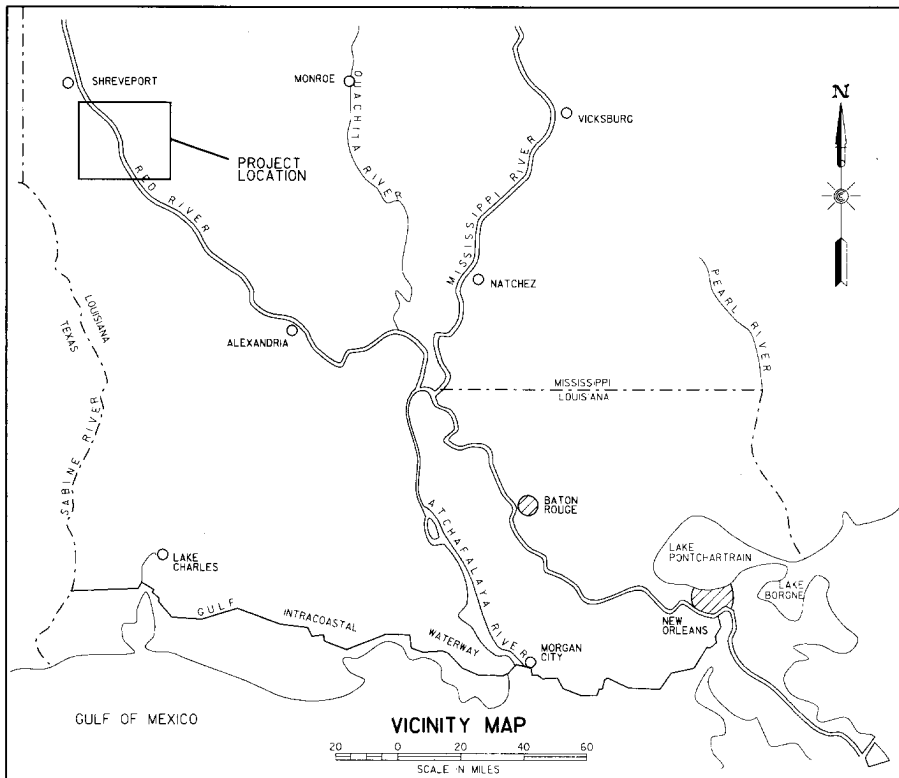 SHREVEPORT
MONROE
OUACHITA RIVER
VICKSBURG
N
PROJECT
LOCATION
RED RIVER
MISSISSIPPI RIVER
NATCHEZ
PEARL RIVER
LOUISIANA
TEXAS
ALEXANDRIA
MISSISSIPPI
LOUISIANA
SABINE RIVER
BATON
ROUGE
ATCHAFALAYA RIVER
LAKE
PONTCHARTRAIN
LAKE
CHARLES
LAKE
BORGNE
GULF
INTRACOASTAL
WATERWAY
NEW
ORLEANS
MORGAN
CITY
GULF OF MEXICO
VICINITY MAP
20 0 20 40 60
SCALE IN MILES